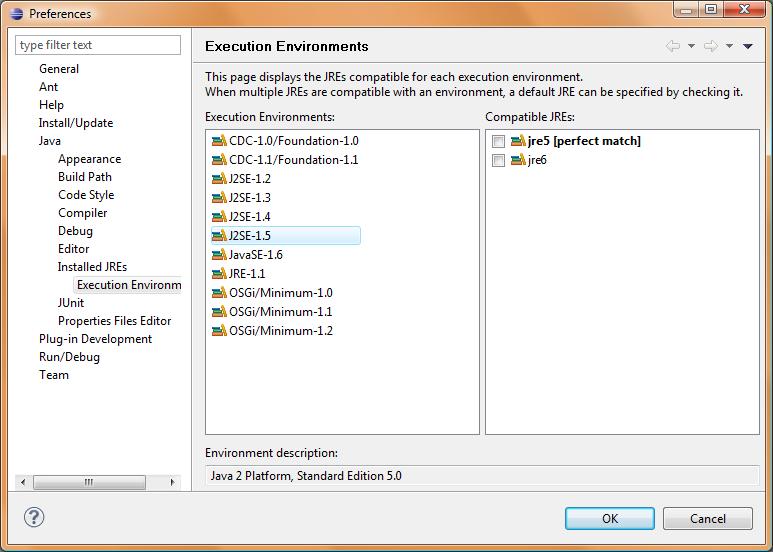 Preferences
type filter text
General
Ant
Help
Install/Update
Java
Appearance
Build Path
Code Style
Compiler
Debug
Editor
Installed JREs
Execution Environm
JUnit
Properties Files Editor
Plug-in Development
Run/Debug
Team
Execution Environments
This page displays the JREs compatible for each execution environment.
When multiple JREs are compatible with an environment, a default JRE can be specified by checking it.
Execution Environments:
CDC-1.0/Foundation-1.0
CDC-1.1/Foundation-1.1
J2SE-1.2
J2SE-1.3
J2SE-1.4
J2SE-1.5
JavaSE-1.6
JRE-1.1
OSGi/Minimum-1.0
OSGi/Minimum-1.1
OSGi/Minimum-1.2
Compatible JREs:
jre5 [perfect match]
jre6
Environment description:
Java 2 Platform, Standard Edition 5.0
OK
Cancel